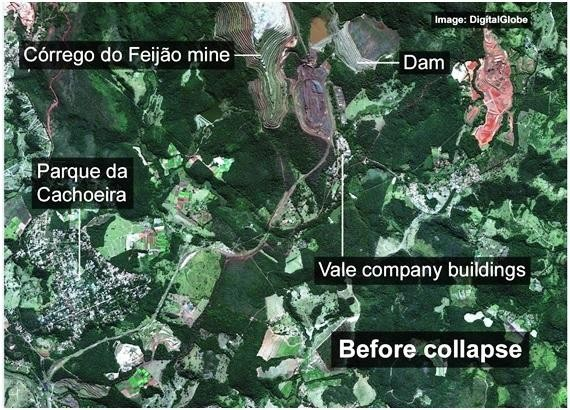 Image: DigitalGlobe
Córrego do Feijão mine
Dam
Parque da
Cachoeira
Vale company buildings
Before collapse